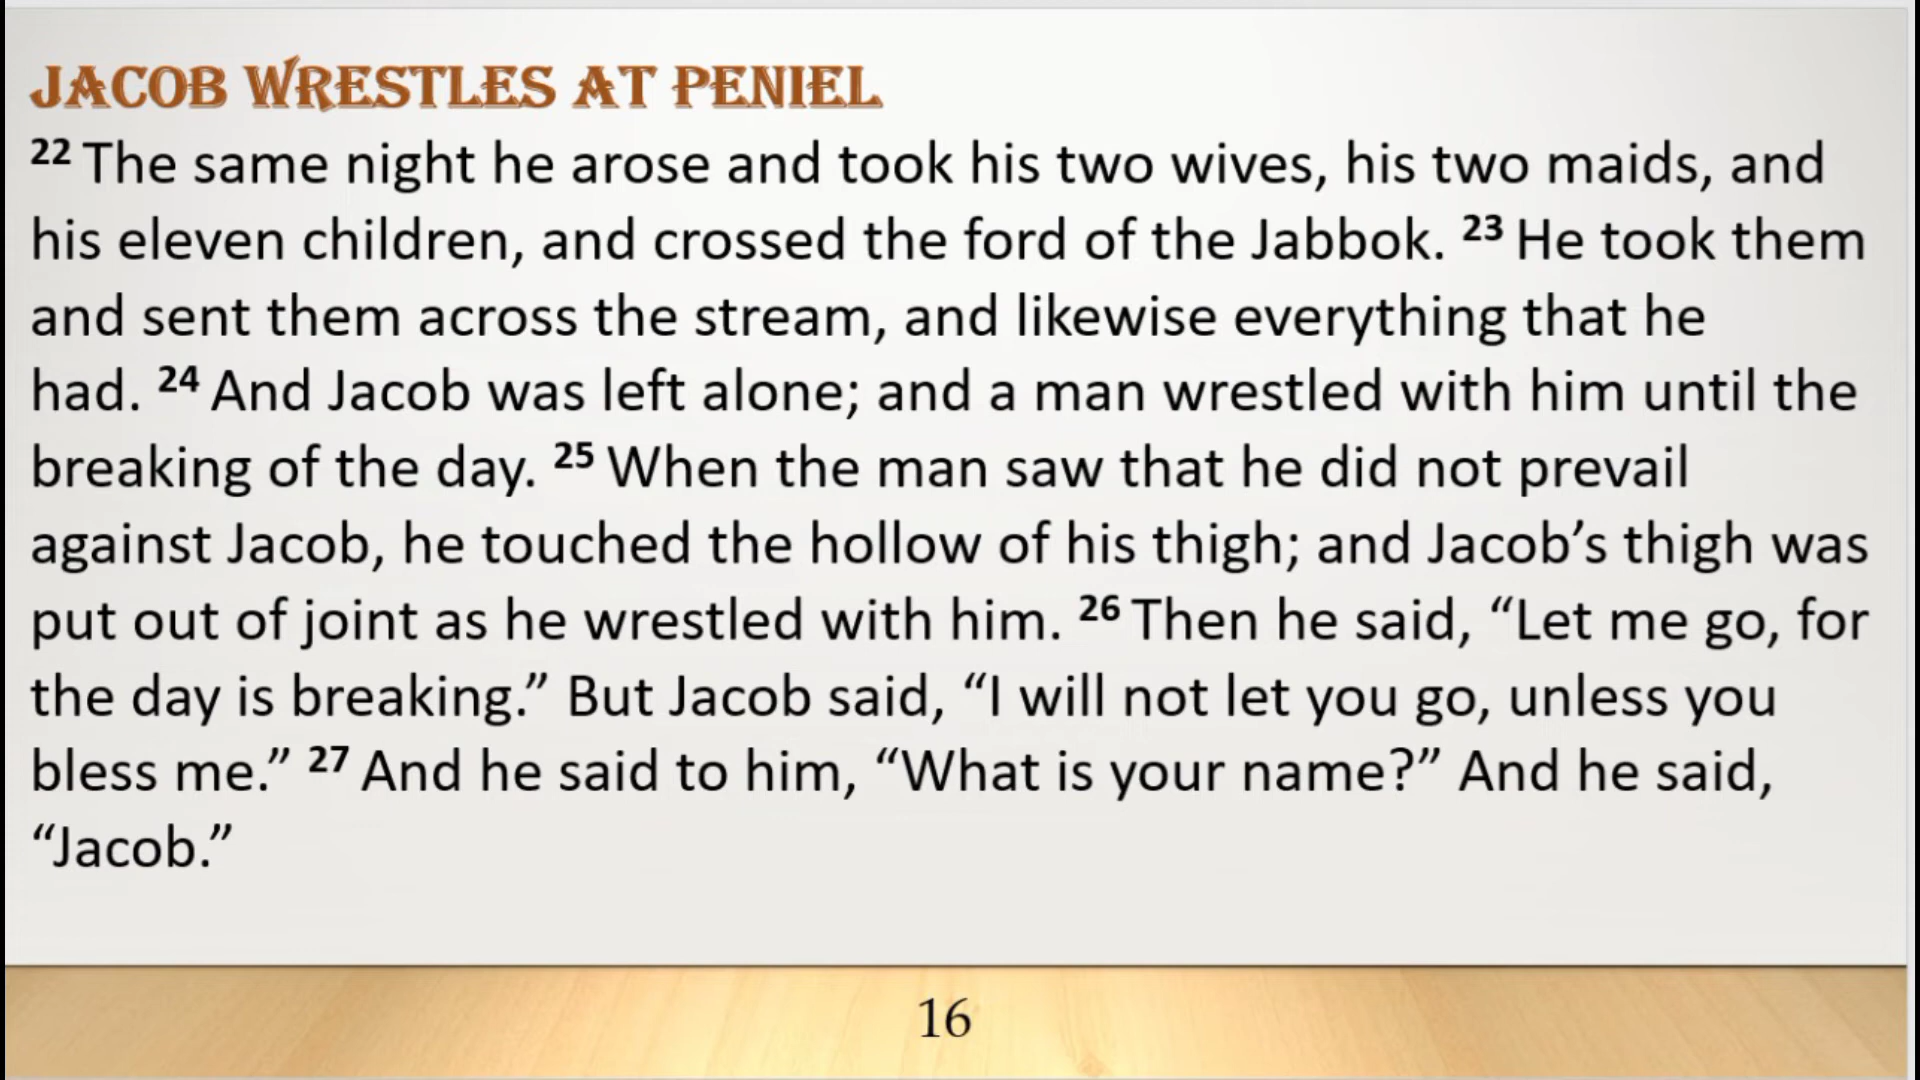 JACOB WRESTLES AT PENIEL
22 The same night he arose and took his two wives, his two maids, and
his eleven children, and crossed the ford of the Jabbok. 23 He took them
and sent them across the stream, and likewise everything that he
had. 24 And Jacob was left alone; and a man wrestled with him until the
breaking of the day. 25 When the man saw that he did not prevail
against Jacob, he touched the hollow of his thigh; and Jacob’s thigh was
put out of joint as he wrestled with him. 26 Then he said, “Let me go, for
the day is breaking.” But Jacob said, “I will not let you go, unless you
bless me.” 27 And he said to him, “What is your name?” And he said,
“Jacob.”
16